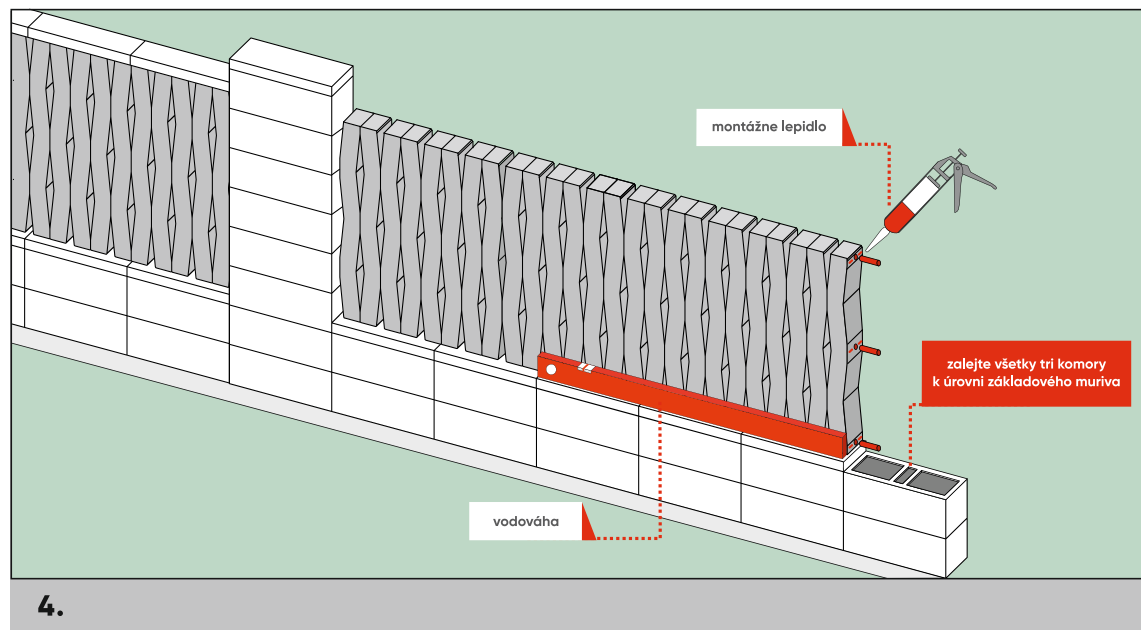 montážne lepidlo
zalejte všetky tri komory
k úrovni základového muriva
vodováha
4.